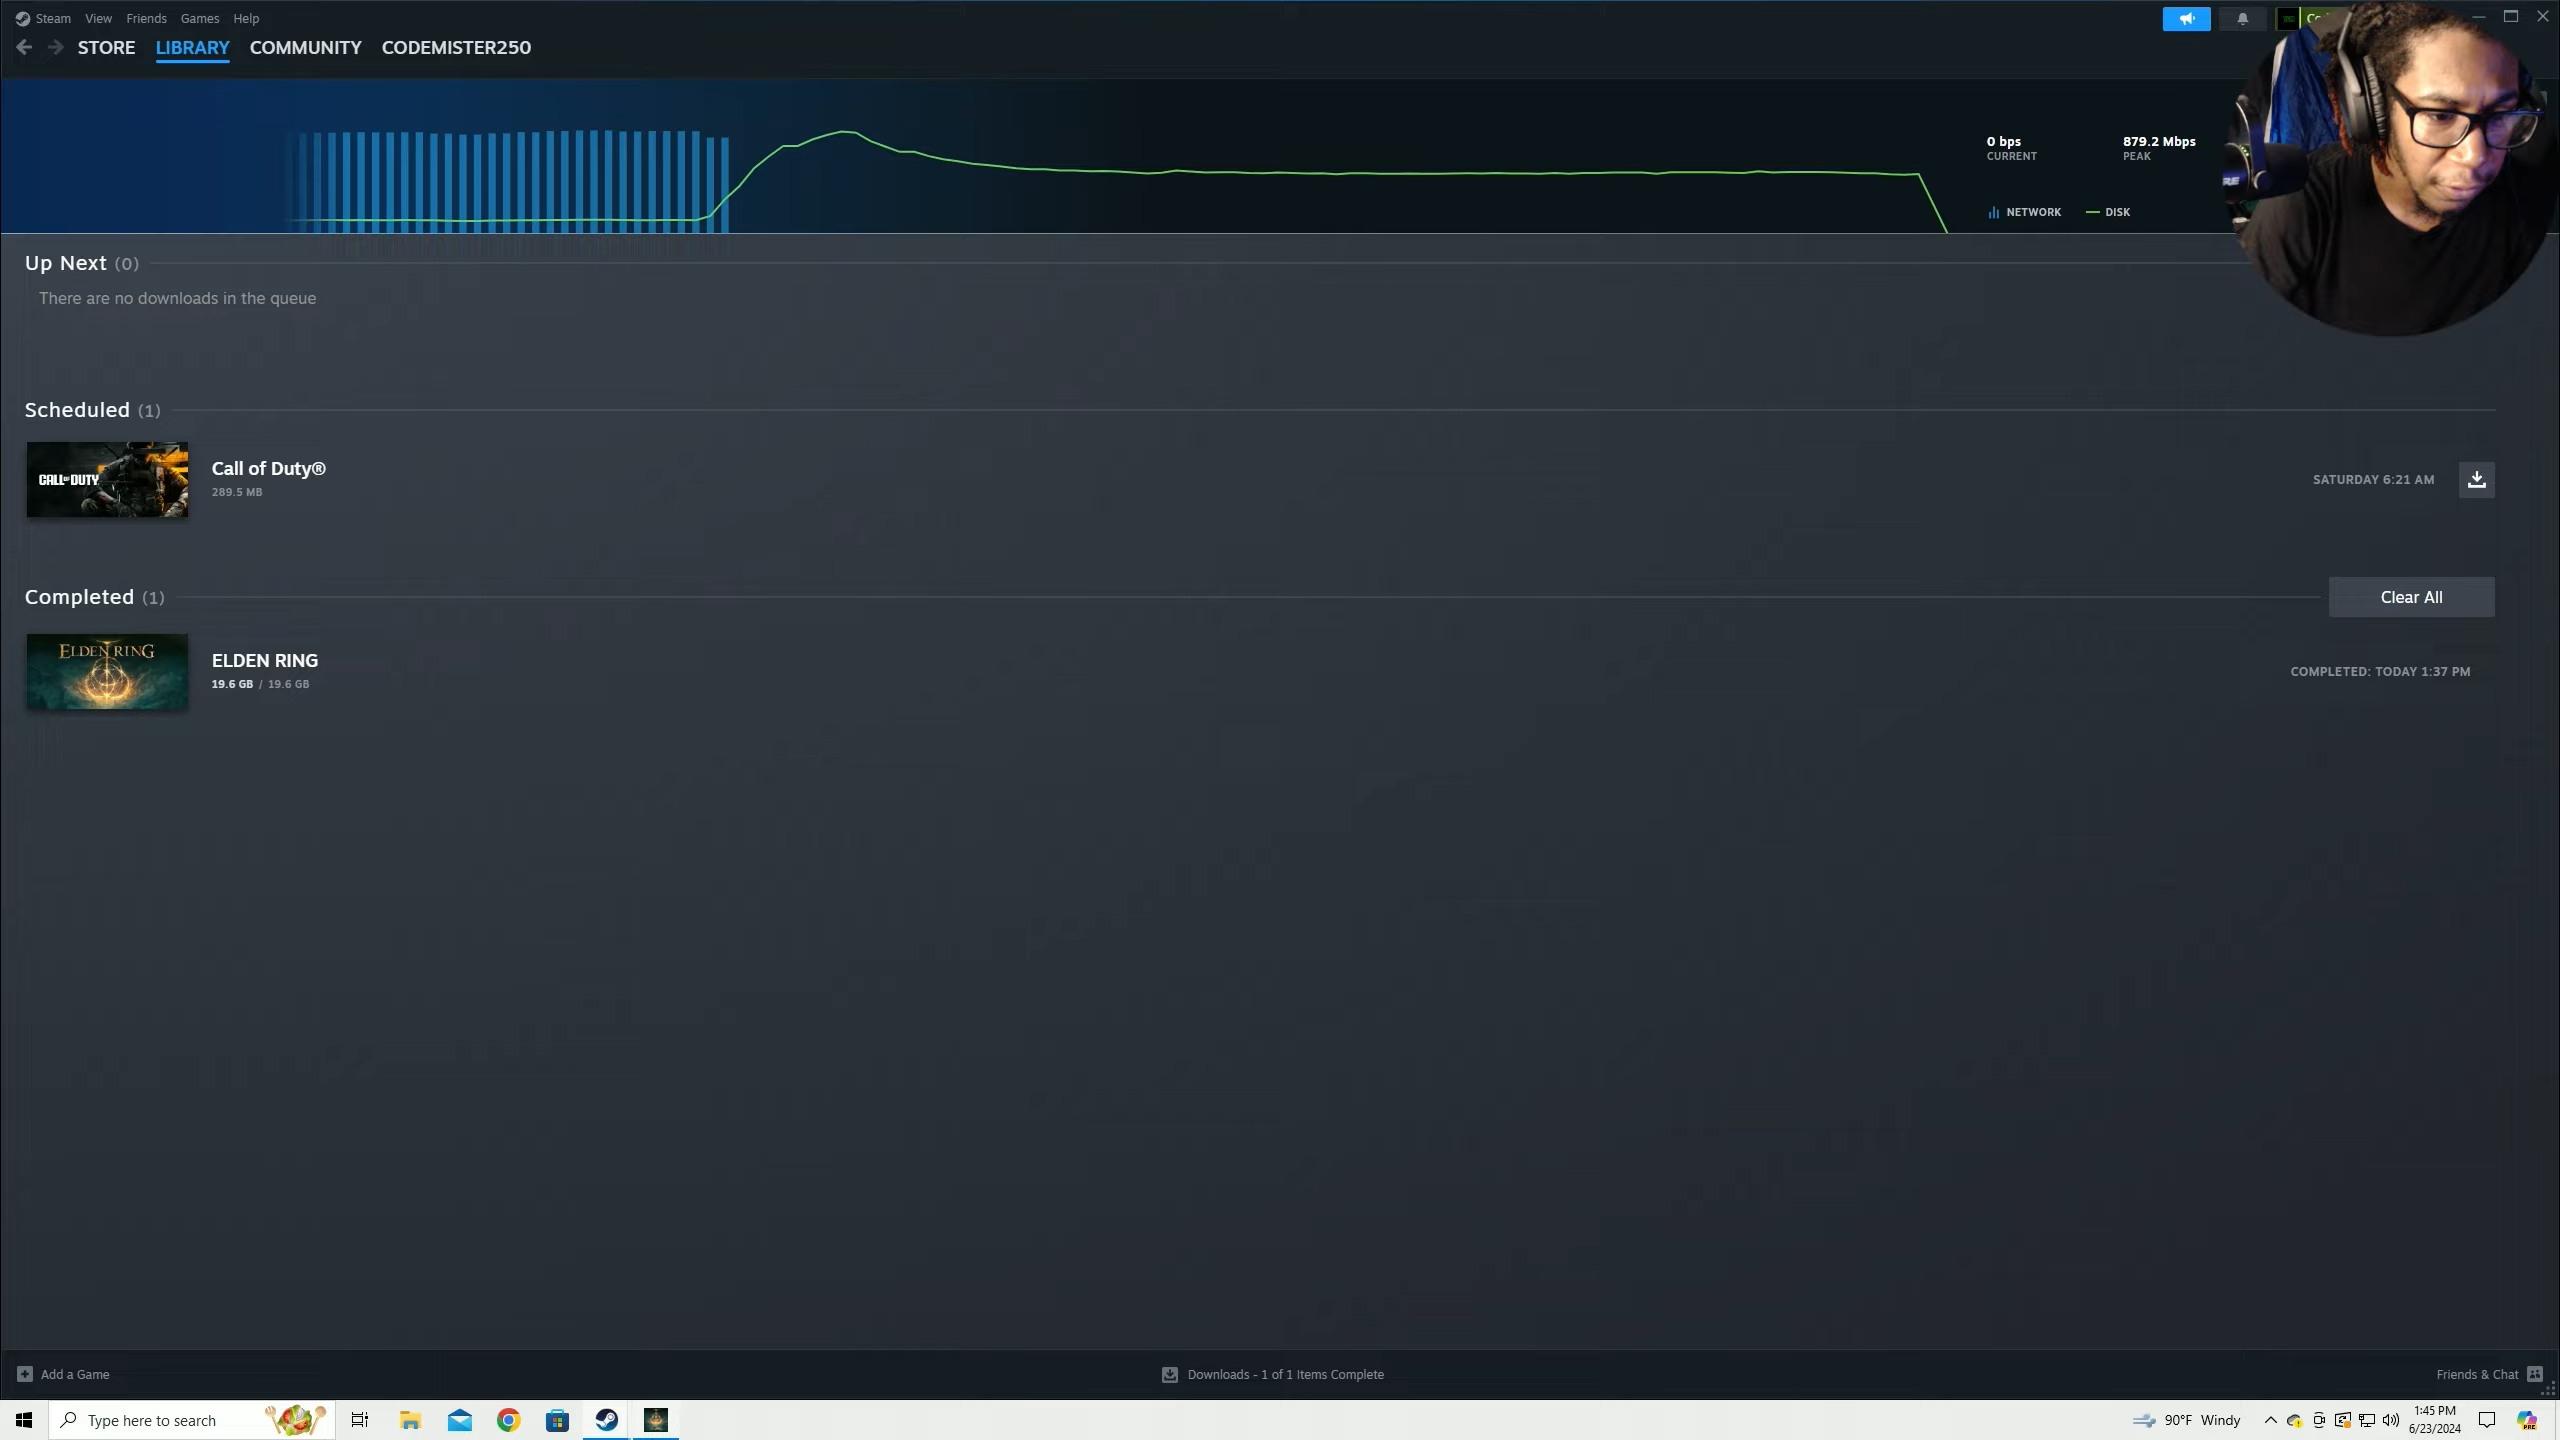 Steam View Friends Games Help
STORE LIBRARY COMMUNITY CODEMISTER250
0 bps
CURRENT
879.2 Mbps
PEAK
NETWORK DISK
Up Next (0)
There are no downloads in the queue
Scheduled (1)
CALL OF DUTY
Call of Duty®
289.5 MB
SATURDAY 6:21 AM
Completed (1)
Clear All
ELDEN RING
ELDEN RING
19.6 GB / 19.6 GB
COMPLETED: TODAY 1:37 PM
Add a Game
Downloads - 1 of 1 Items Complete
Friends & Chat
Type here to search
90°F Windy
1:45 PM
6/23/2024